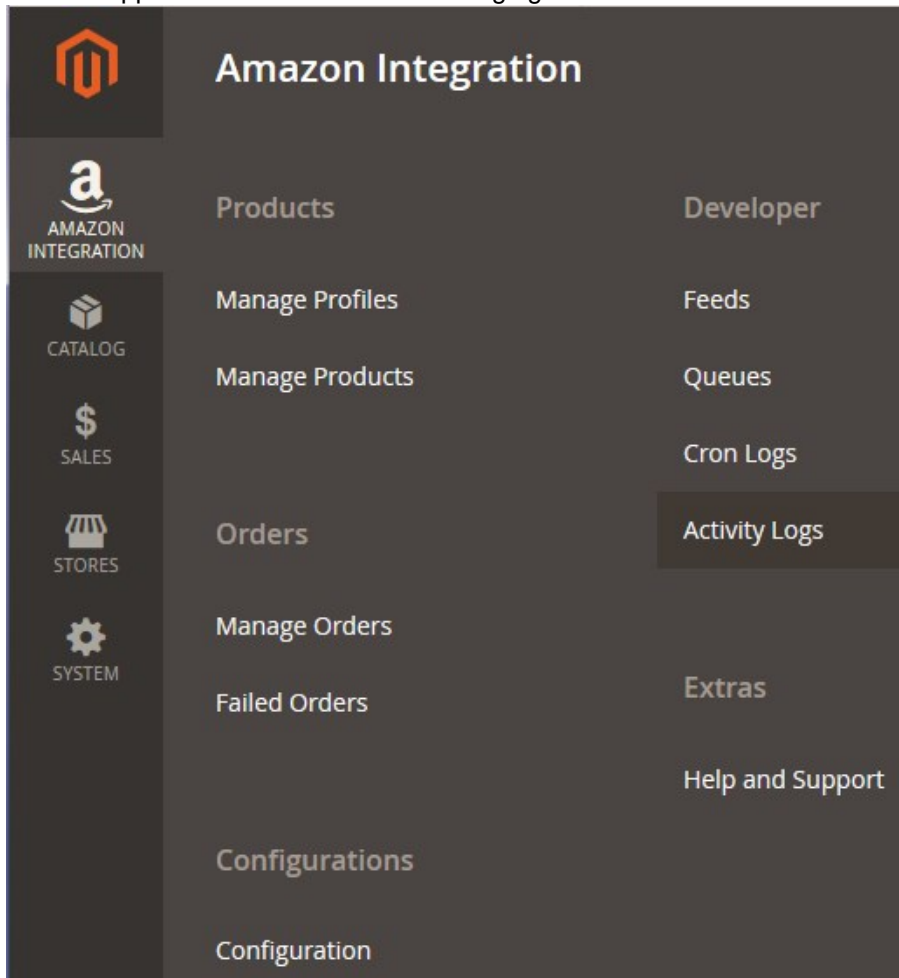 Amazon Integration
AMAZON
INTEGRATION
CATALOG
SALES
STORES
SYSTEM
Products
Manage Profiles
Manage Products
Orders
Manage Orders
Failed Orders
Configurations
Configuration
Developer
Feeds
Queues
Cron Logs
Activity Logs
Extras
Help and Support